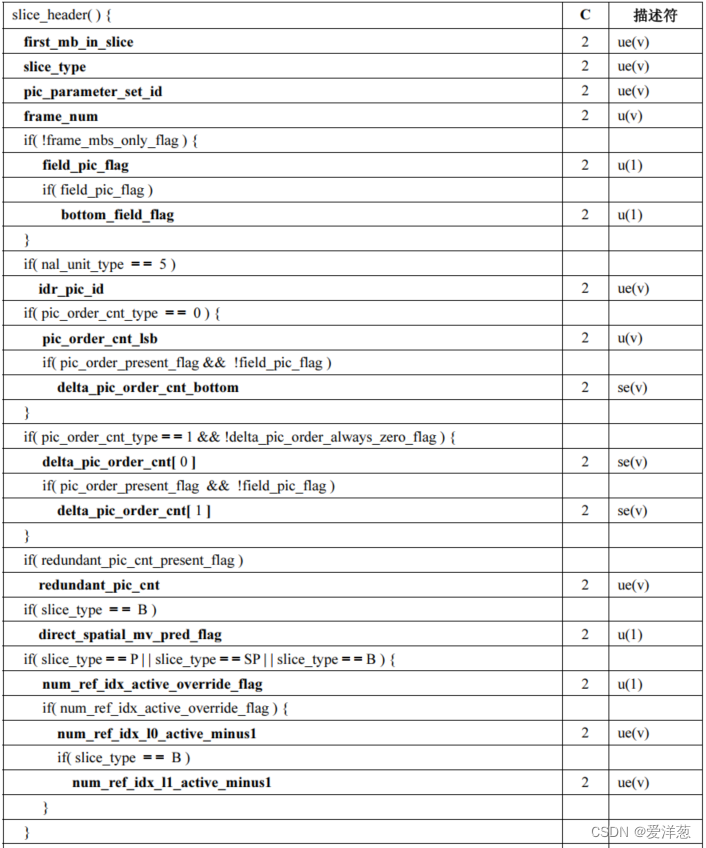 slice_header( ) { C 描述符
first_mb_in_slice 2 ue(v)
slice_type 2 ue(v)
pic_parameter_set_id 2 ue(v)
frame_num 2 u(v)
if( !frame_mbs_only_flag ) {
field_pic_flag 2 u(1)
if( field_pic_flag )
bottom_field_flag 2 u(1)
}
if( nal_unit_type == 5 )
idr_pic_id 2 ue(v)
if( pic_order_cnt_type == 0 ) {
pic_order_cnt_lsb 2 u(v)
if( pic_order_present_flag && !field_pic_flag )
delta_pic_order_cnt_bottom 2 se(v)
}
if( pic_order_cnt_type == 1 && !delta_pic_order_always_zero_flag ) {
delta_pic_order_cnt[ 0 ] 2 se(v)
if( pic_order_present_flag && !field_pic_flag )
delta_pic_order_cnt[ 1 ] 2 se(v)
}
if( redundant_pic_cnt_present_flag )
redundant_pic_cnt 2 ue(v)
if( slice_type == B )
direct_spatial_mv_pred_flag 2 u(1)
if( slice_type == P | | slice_type == SP | | slice_type == B ) {
num_ref_idx_active_override_flag 2 u(1)
if( num_ref_idx_active_override_flag ) {
num_ref_idx_l0_active_minus1 2 ue(v)
if( slice_type == B )
num_ref_idx_l1_active_minus1 2 ue(v)
}
}
CSDN @爱洋葱